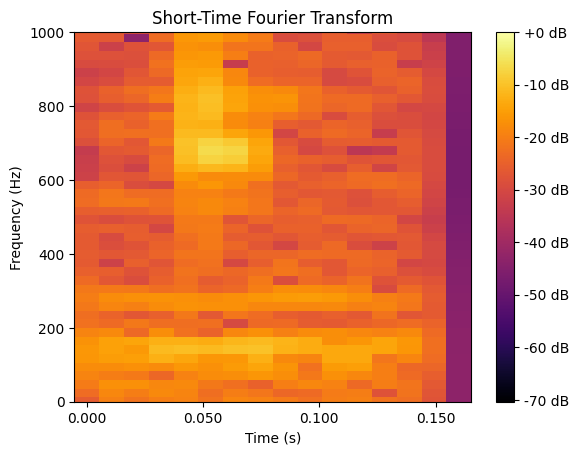 Short-Time Fourier Transform
1000
800
600
400
200
0
Frequency (Hz)
0.000
0.050
0.100
0.150
Time (s)
+0 dB
-10 dB
-20 dB
-30 dB
-40 dB
-50 dB
-60 dB
-70 dB